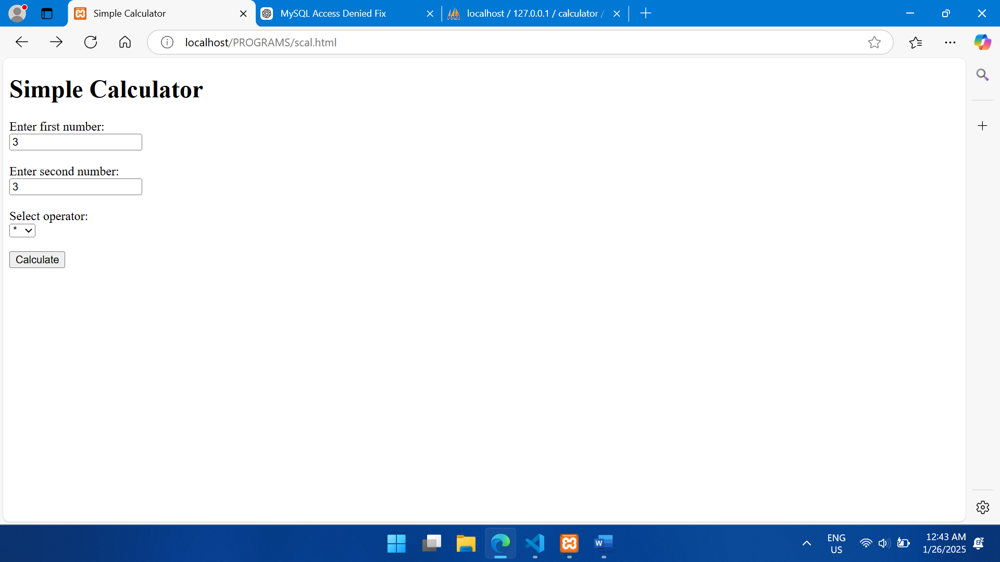 Simple Calculator
MySQL Access Denied Fix
localhost / 127.0.0.1 / calculator /
localhost/PROGRAMS/scal.html
Simple Calculator
Enter first number:
3
Enter second number:
3
Select operator:
*
Calculate
ENG
US
12:43 AM
1/26/2025